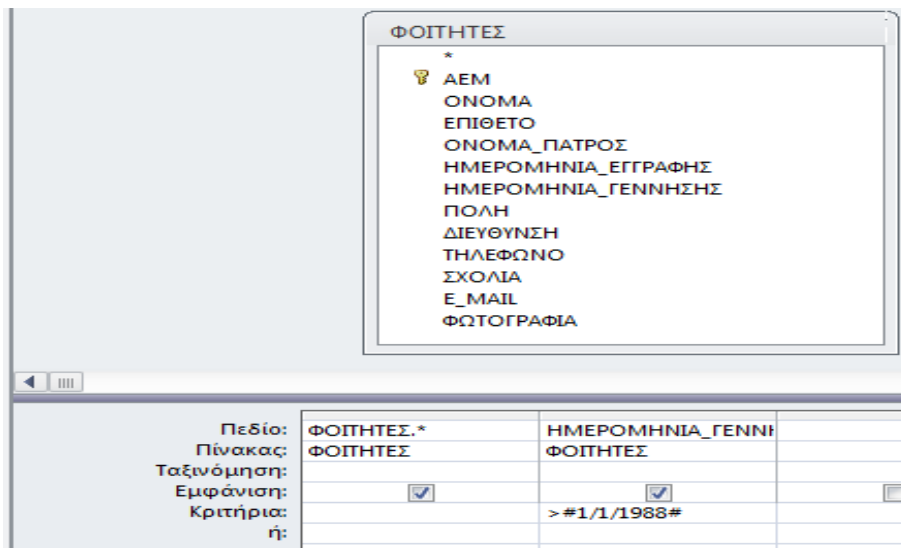 ΦΟΙΤΗΤΕΣ
*
ΑΕΜ
ΟΝΟΜΑ
ΕΠΙΘΕΤΟ
ΟΝΟΜΑ_ΠΑΤΡΟΣ
ΗΜΕΡΟΜΗΝΙΑ_ΕΓΓΡΑΦΗΣ
ΗΜΕΡΟΜΗΝΙΑ_ΓΕΝΝΗΣΗΣ
ΠΟΛΗ
ΔΙΕΥΘΥΝΣΗ
ΤΗΛΕΦΩΝΟ
ΣΧΟΛΙΑ
E_MAIL
ΦΩΤΟΓΡΑΦΙΑ
Πεδίο: ΦΟΙΤΗΤΕΣ.* ΗΜΕΡΟΜΗΝΙΑ_ΓΕΝΝΗ
Πίνακας: ΦΟΙΤΗΤΕΣ ΦΟΙΤΗΤΕΣ
Ταξινόμηση:
Εμφάνιση:
Κριτήρια: >#1/1/1988#
ή: